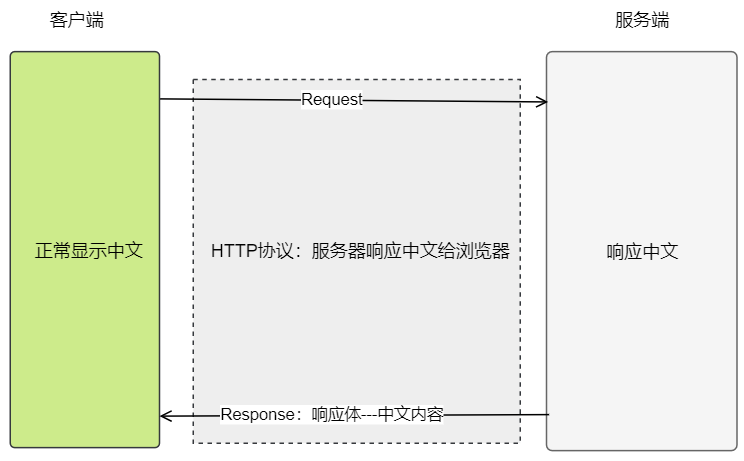 客户端
服务端
Request
正常显示中文
HTTP协议：服务器响应中文给浏览器
响应中文
Response：响应体---中文内容